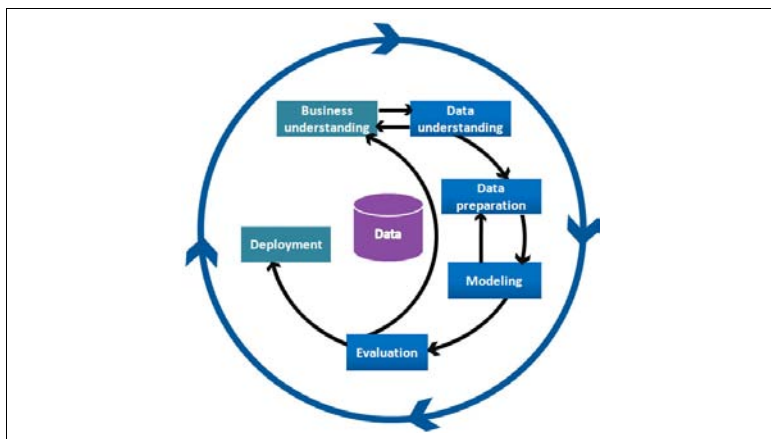 Business
understanding
Data
understanding
Data
preparation
Data
Deployment
Modeling
Evaluation